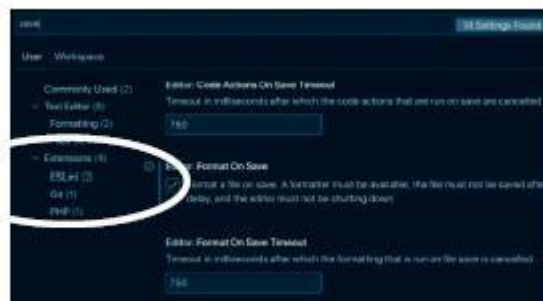 save
18 Settings Found
User Workspace
Commonly Used (2)
Text Editor (8)
Formatting (2)
Extensions (4)
ESLint (2)
Git (1)
PHP (1)
Editor: Code Actions On Save Timeout
Timeout in milliseconds after which the code actions that are run on save are cancelled.
750
Editor: Format On Save
Format a file on save. A formatter must be available, the file must not be saved after
delay, and the editor must not be shutting down
Editor: Format On Save Timeout
Timeout in milliseconds after which the formatting that is run on file save is cancelled.
750